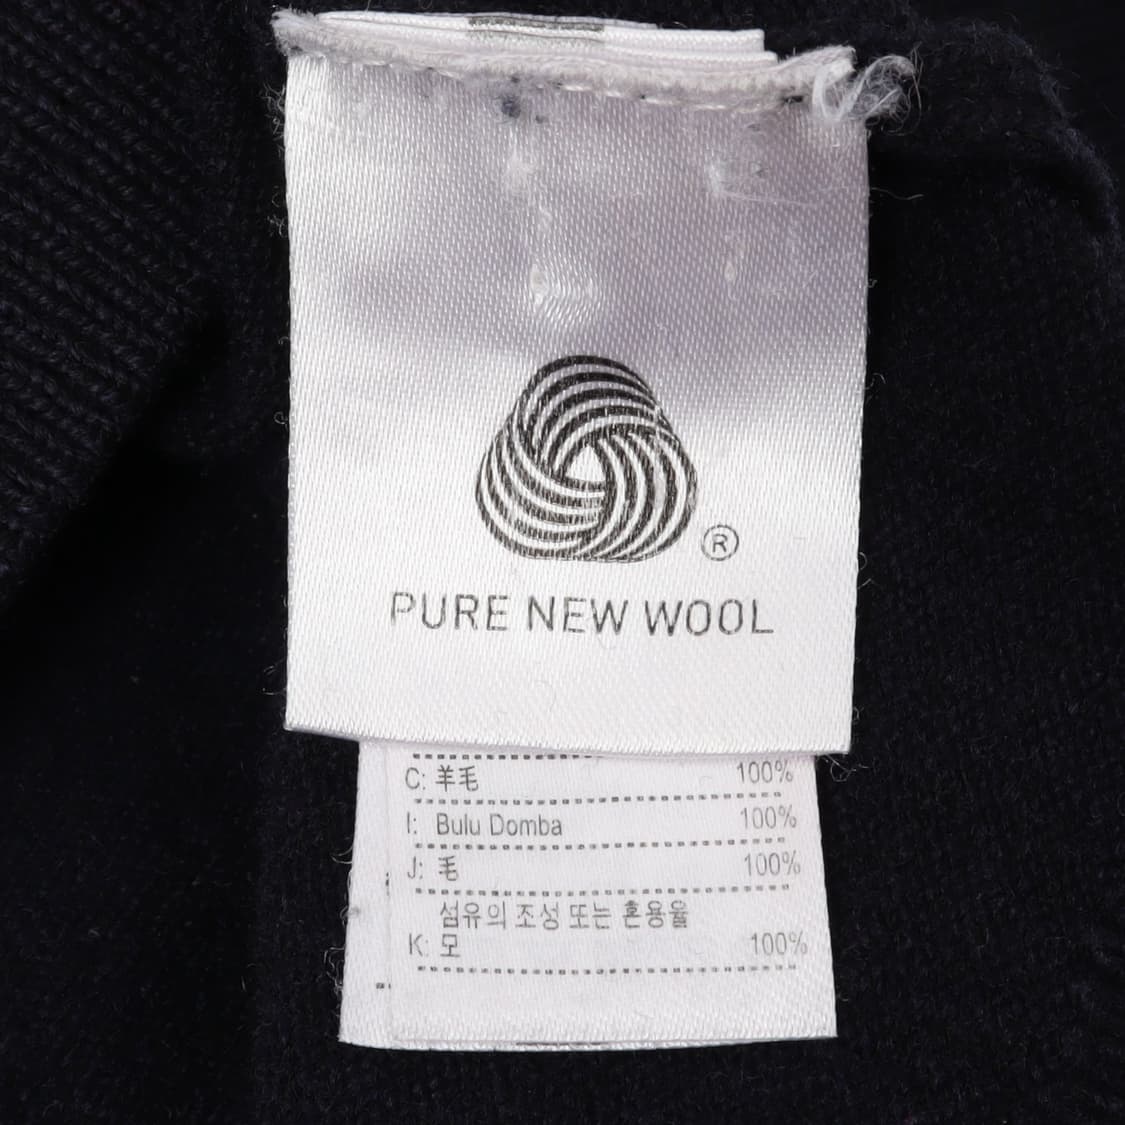 ®
PURE NEW WOOL
C: 羊毛 100%
I: Bulu Domba 100%
J: 毛 100%
섬유의 조성 또는 혼용율
K: 모 100%